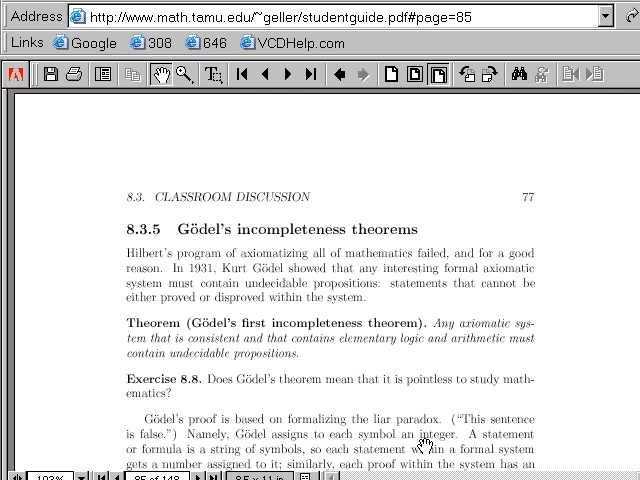 Address http://www.math.tamu.edu/~geller/studentguide.pdf#page=85
Links Google 308 646 VCDHelp.com
8.3. CLASSROOM DISCUSSION 77
8.3.5 Gödel's incompleteness theorems
Hilbert's program of axiomatizing all of mathematics failed, and for a good
reason. In 1931, Kurt Gödel showed that any interesting formal axiomatic
system must contain undecidable propositions: statements that cannot be
either proved or disproved within the system.
Theorem (Gödel's first incompleteness theorem). Any axiomatic sys-
tem that is consistent and that contains elementary logic and arithmetic must
contain undecidable propositions.
Exercise 8.8. Does Gödel's theorem mean that it is pointless to study math-
ematics?
Gödel's proof is based on formalizing the liar paradox. ("This sentence
is false.") Namely, Gödel assigns to each symbol an integer. A statement
or formula is a string of symbols, so each statement within a formal system
gets a number assigned to it; similarly, each proof within the system has an
103% 85 of 148 8.5 x 11 in